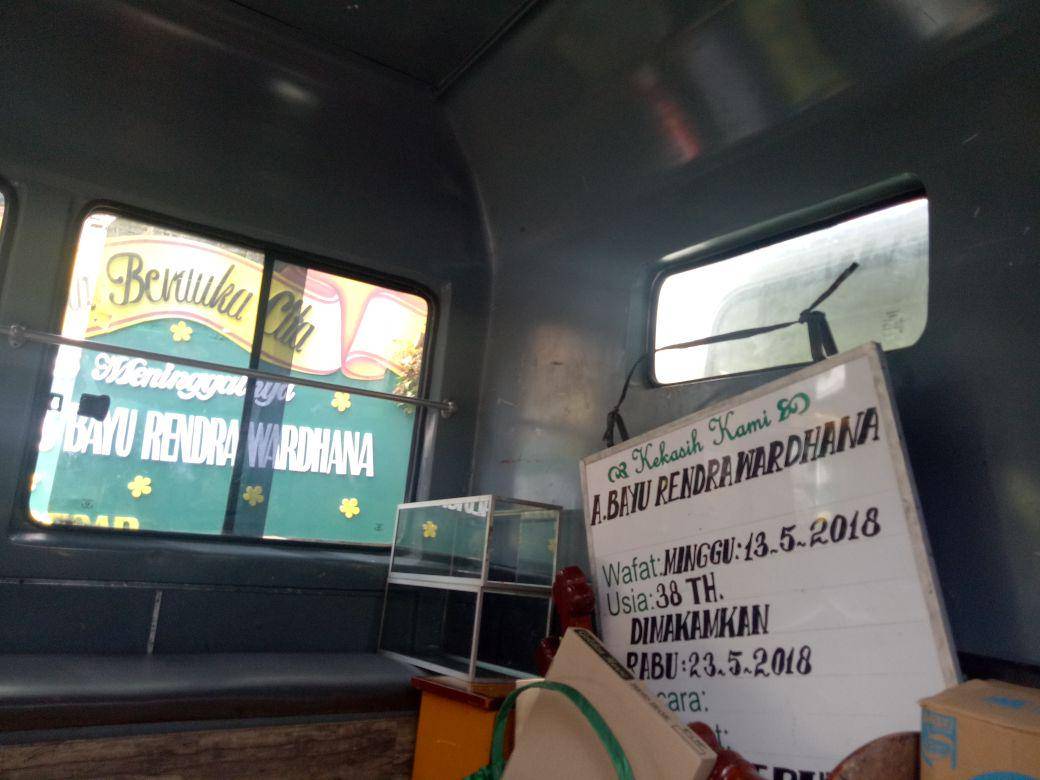 Berduka Cita
Meninggalnya
BAYU RENDRA WARDHANA
Kekasih Kami
A.BAYU RENDRA WARDHANA
Wafat: MINGGU: 13-5-2018
Usia: 38 TH.
DIMAKAMKAN
RABU: 23-5-2018
cara: